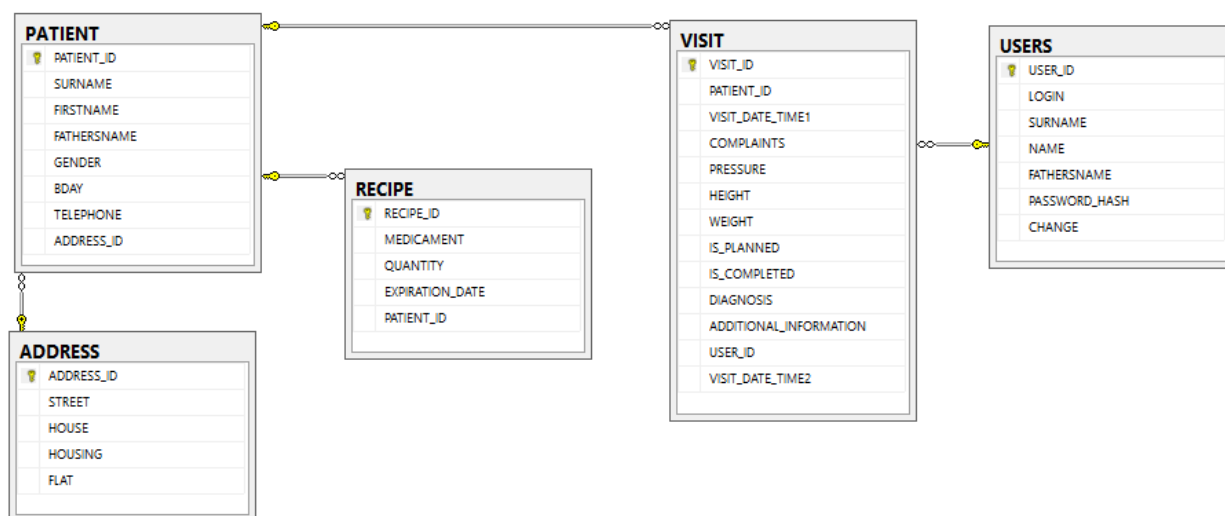 PATIENT
PATIENT_ID
SURNAME
FIRSTNAME
FATHERSNAME
GENDER
BDAY
TELEPHONE
ADDRESS_ID
RECIPE
RECIPE_ID
MEDICAMENT
QUANTITY
EXPIRATION_DATE
PATIENT_ID
VISIT
VISIT_ID
PATIENT_ID
VISIT_DATE_TIME1
COMPLAINTS
PRESSURE
HEIGHT
WEIGHT
IS_PLANNED
IS_COMPLETED
DIAGNOSIS
ADDITIONAL_INFORMATION
USER_ID
VISIT_DATE_TIME2
USERS
USER_ID
LOGIN
SURNAME
NAME
FATHERSNAME
PASSWORD_HASH
CHANGE
ADDRESS
ADDRESS_ID
STREET
HOUSE
HOUSING
FLAT